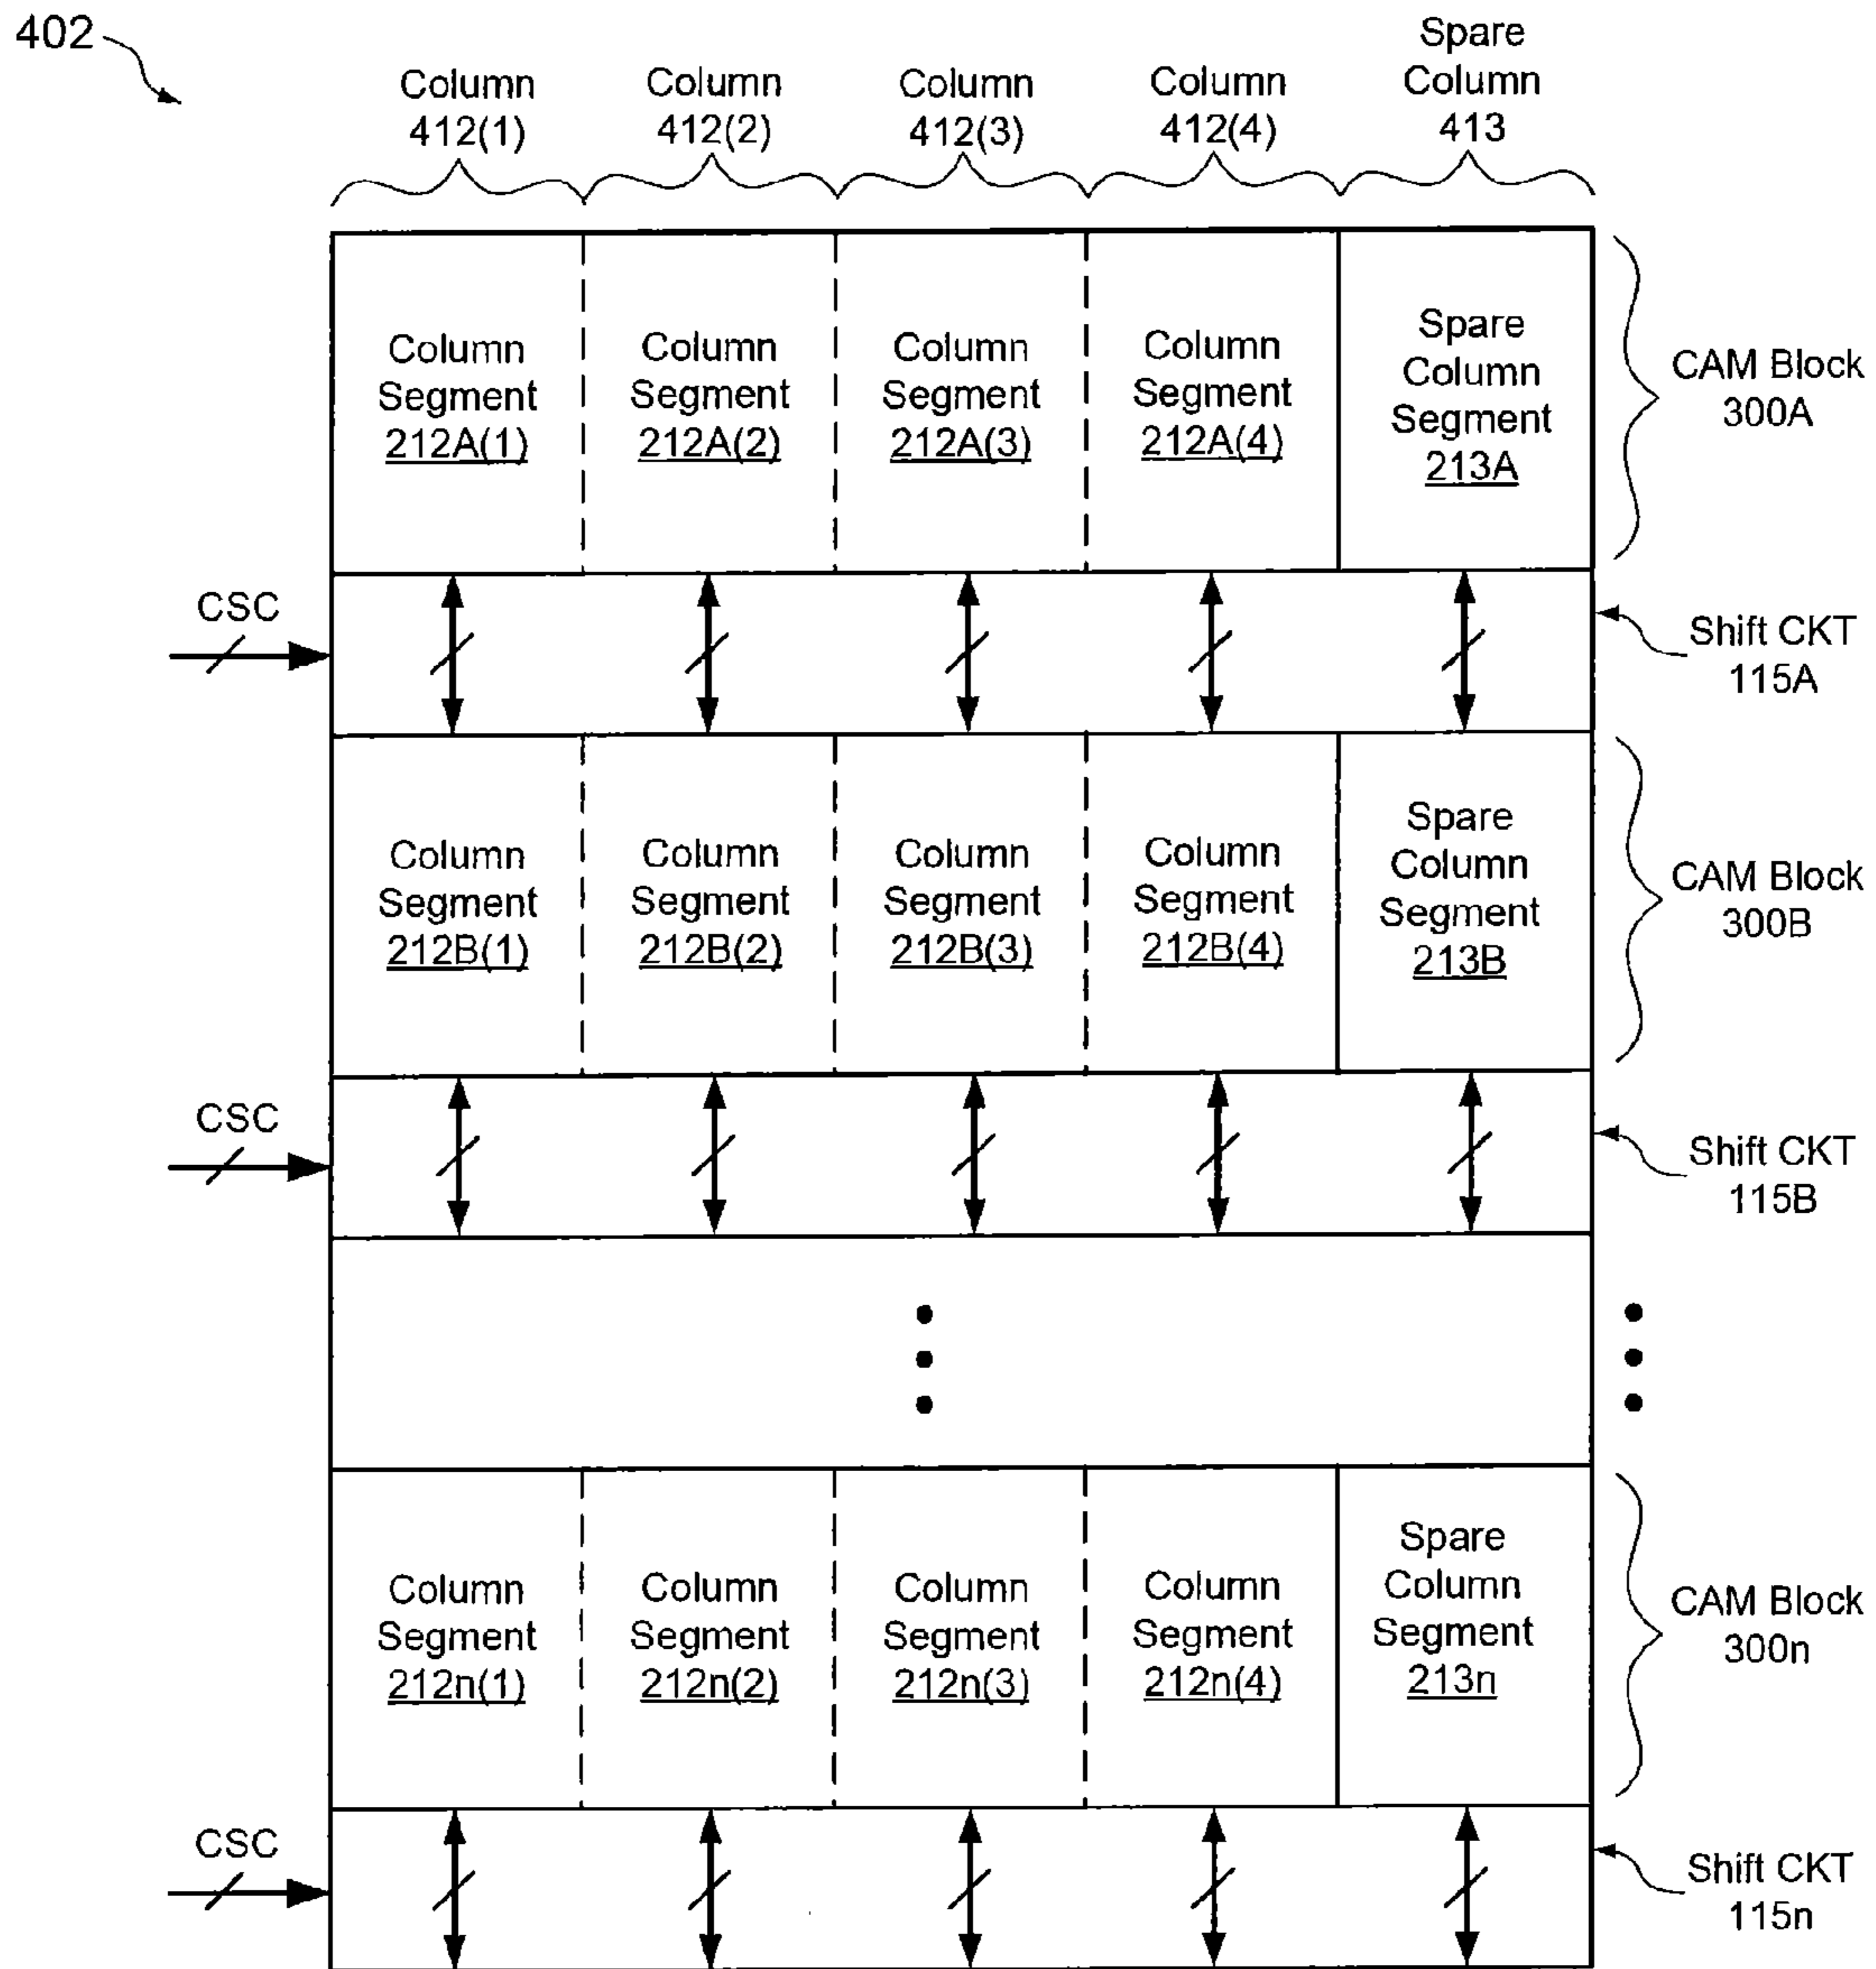 402
Column
412(1)
Column
412(2)
Column
412(3)
Column
412(4)
Spare
Column
413
Column
Segment
212A(1)
Column
Segment
212A(2)
Column
Segment
212A(3)
Column
Segment
212A(4)
Spare
Column
Segment
213A
CAM Block
300A
CSC
Shift CKT
115A
Column
Segment
212B(1)
Column
Segment
212B(2)
Column
Segment
212B(3)
Column
Segment
212B(4)
Spare
Column
Segment
213B
CAM Block
300B
CSC
Shift CKT
115B
Column
Segment
212n(1)
Column
Segment
212n(2)
Column
Segment
212n(3)
Column
Segment
212n(4)
Spare
Column
Segment
213n
CAM Block
300n
CSC
Shift CKT
115n